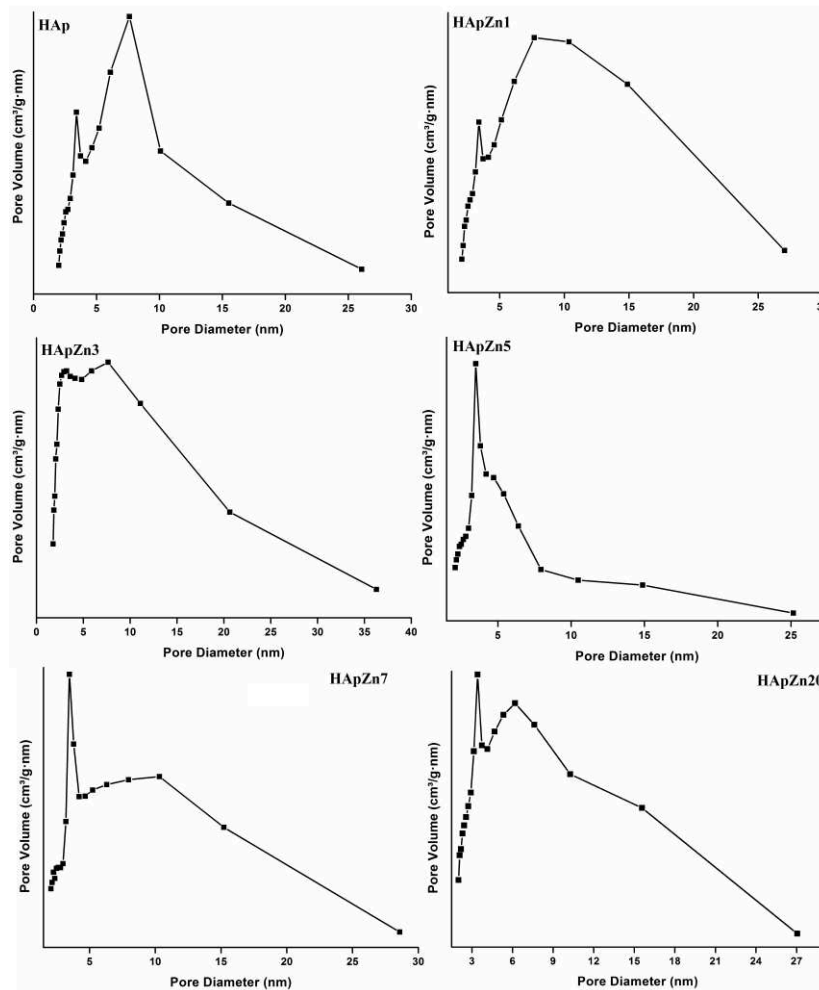 HAp
Pore Volume (cm³/g·nm)
0 5 10 15 20 25 30
Pore Diameter (nm)
HApZn1
Pore Volume (cm³/g·nm)
5 10 15 20 25 30
Pore Diameter (nm)
HApZn3
Pore Volume (cm³/g·nm)
0 5 10 15 20 25 30 35 40
Pore Diameter (nm)
HApZn5
Pore Volume (cm³/g·nm)
5 10 15 20 25
Pore Diameter (nm)
HApZn7
Pore Volume (cm³/g·nm)
5 10 15 20 25 30
Pore Diameter (nm)
HApZn20
Pore Volume (cm³/g·nm)
3 6 9 12 15 18 21 24 27
Pore Diameter (nm)